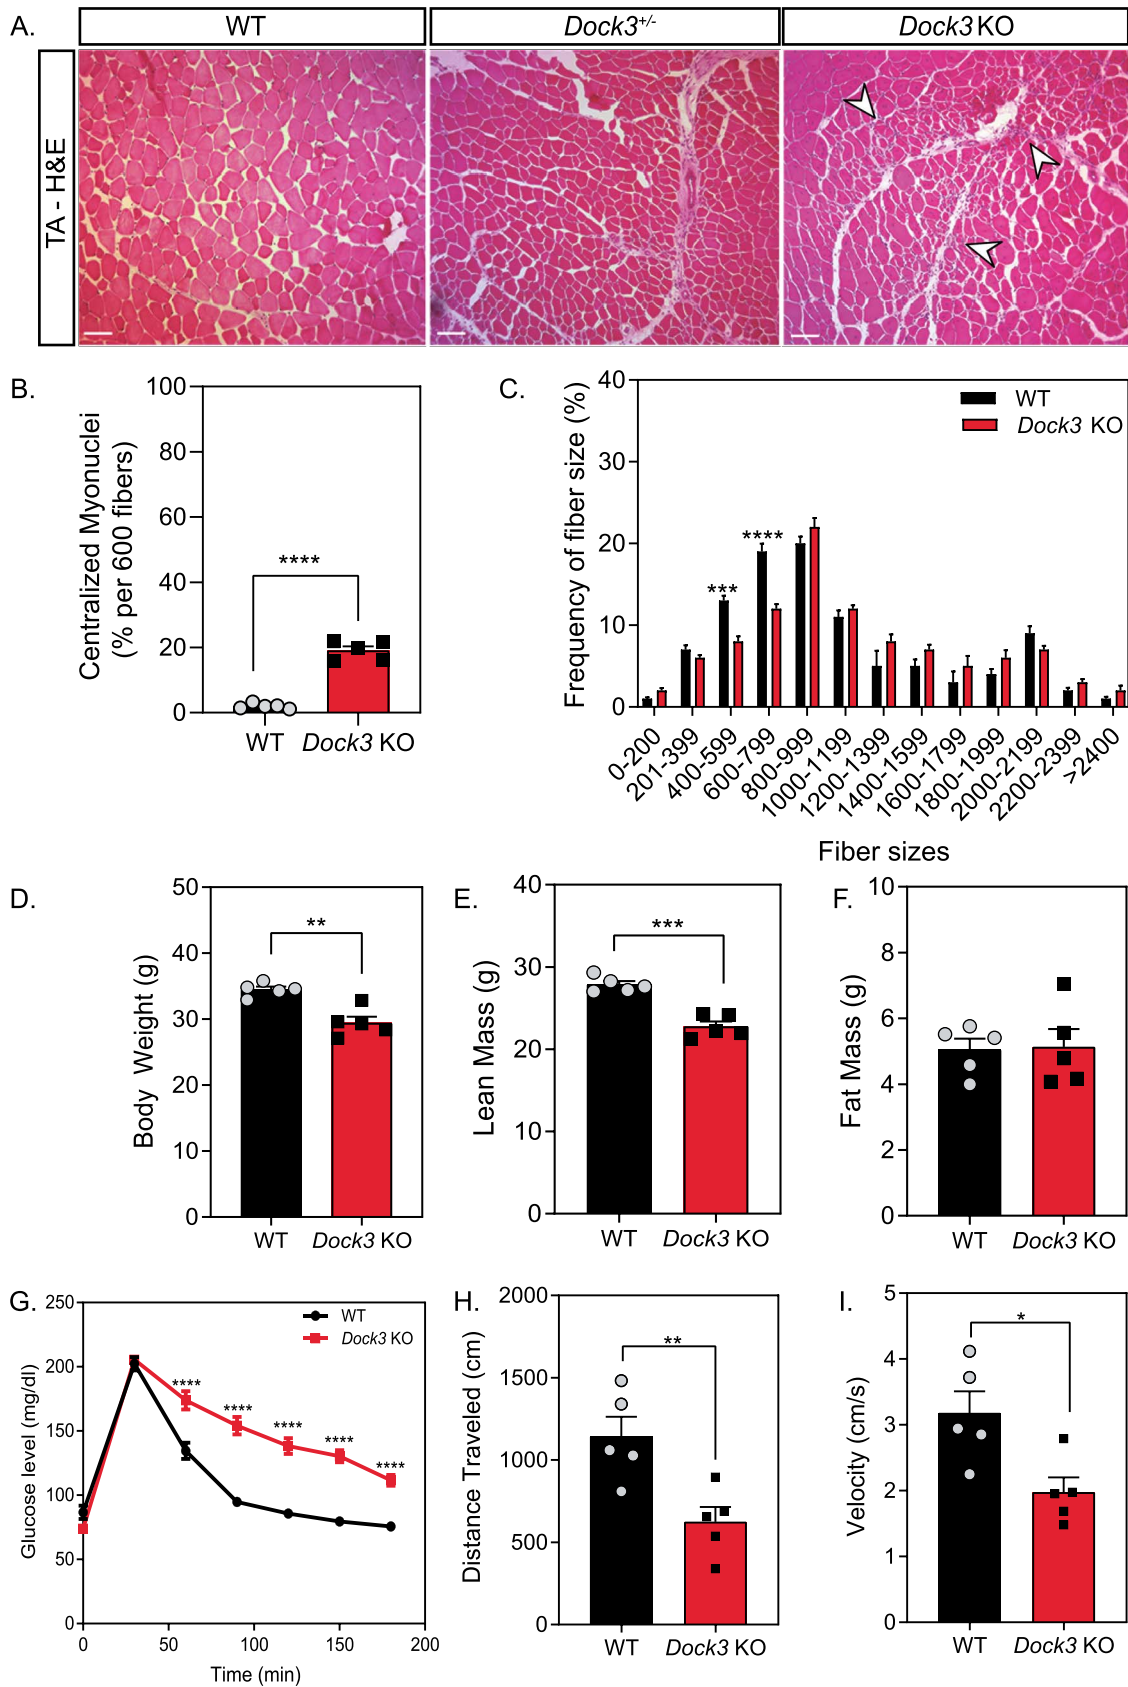 A.
WT
Dock3+/-
Dock3 KO
TA - H&E
B.
Centralized Myonuclei
(% per 600 fibers)
100
80
60
40
20
0
****
WT
Dock3 KO
C.
Frequency of fiber size (%)
40
30
20
10
0
WT
Dock3 KO
***
****
0-200
201-399
400-599
600-799
800-999
1000-1199
1200-1399
1400-1599
1600-1799
1800-1999
2000-2199
2200-2399
>2400
Fiber sizes
D.
Body Weight (g)
50
40
30
20
10
0
**
WT
Dock3 KO
E.
Lean Mass (g)
40
30
20
10
0
***
WT
Dock3 KO
F.
Fat Mass (g)
10
8
6
4
2
0
WT
Dock3 KO
G.
Glucose level (mg/dl)
250
200
150
100
50
0
WT
Dock3 KO
****
****
****
****
****
0
50
100
150
200
Time (min)
H.
Distance Traveled (cm)
2000
1500
1000
500
0
**
WT
Dock3 KO
I.
Velocity (cm/s)
5
4
3
2
1
0
*
WT
Dock3 KO